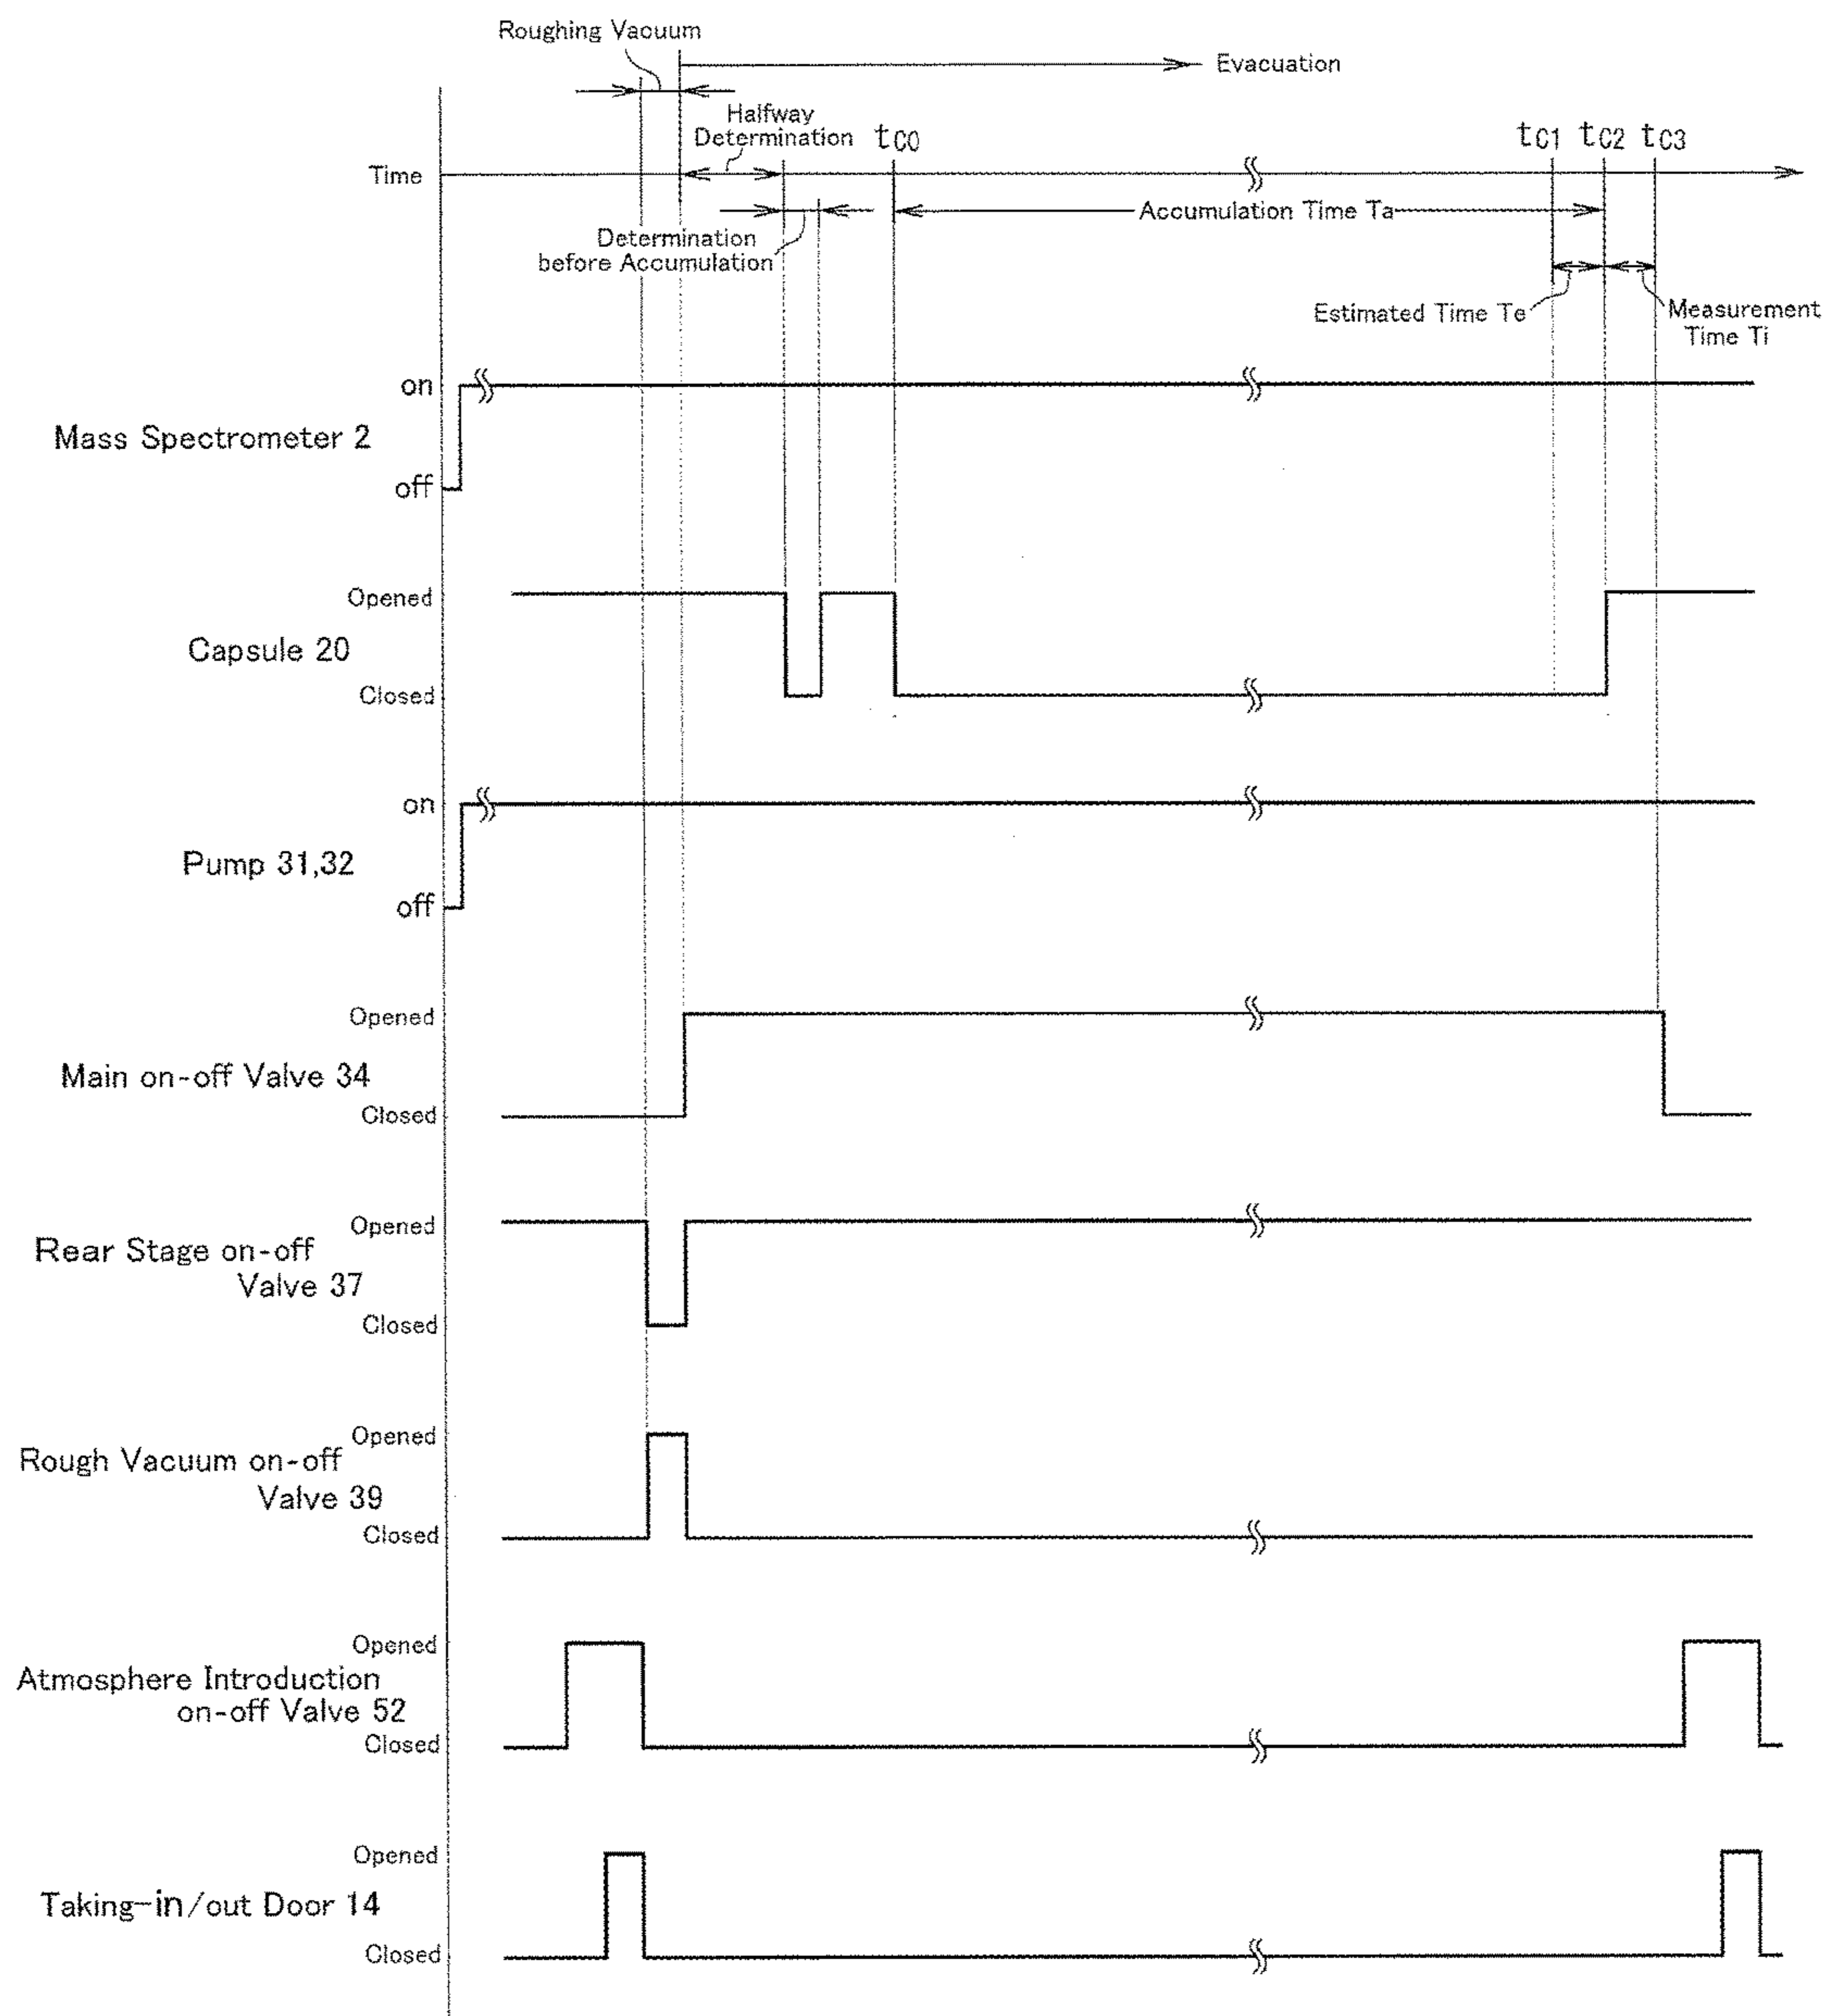 Roughing Vacuum
Evacuation
Halfway
Determination
tC0
tC1
tC2
tC3
Time
Accumulation Time Ta
Determination
before Accumulation
Estimated Time Te
Measurement
Time Ti
on
Mass Spectrometer 2
off
Opened
Capsule 20
Closed
on
Pump 31,32
off
Opened
Main on-off Valve 34
Closed
Opened
Rear Stage on-off
Valve 37
Closed
Opened
Rough Vacuum on-off
Valve 39
Closed
Opened
Atmosphere Introduction
on-off Valve 52
Closed
Opened
Taking-in/out Door 14
Closed